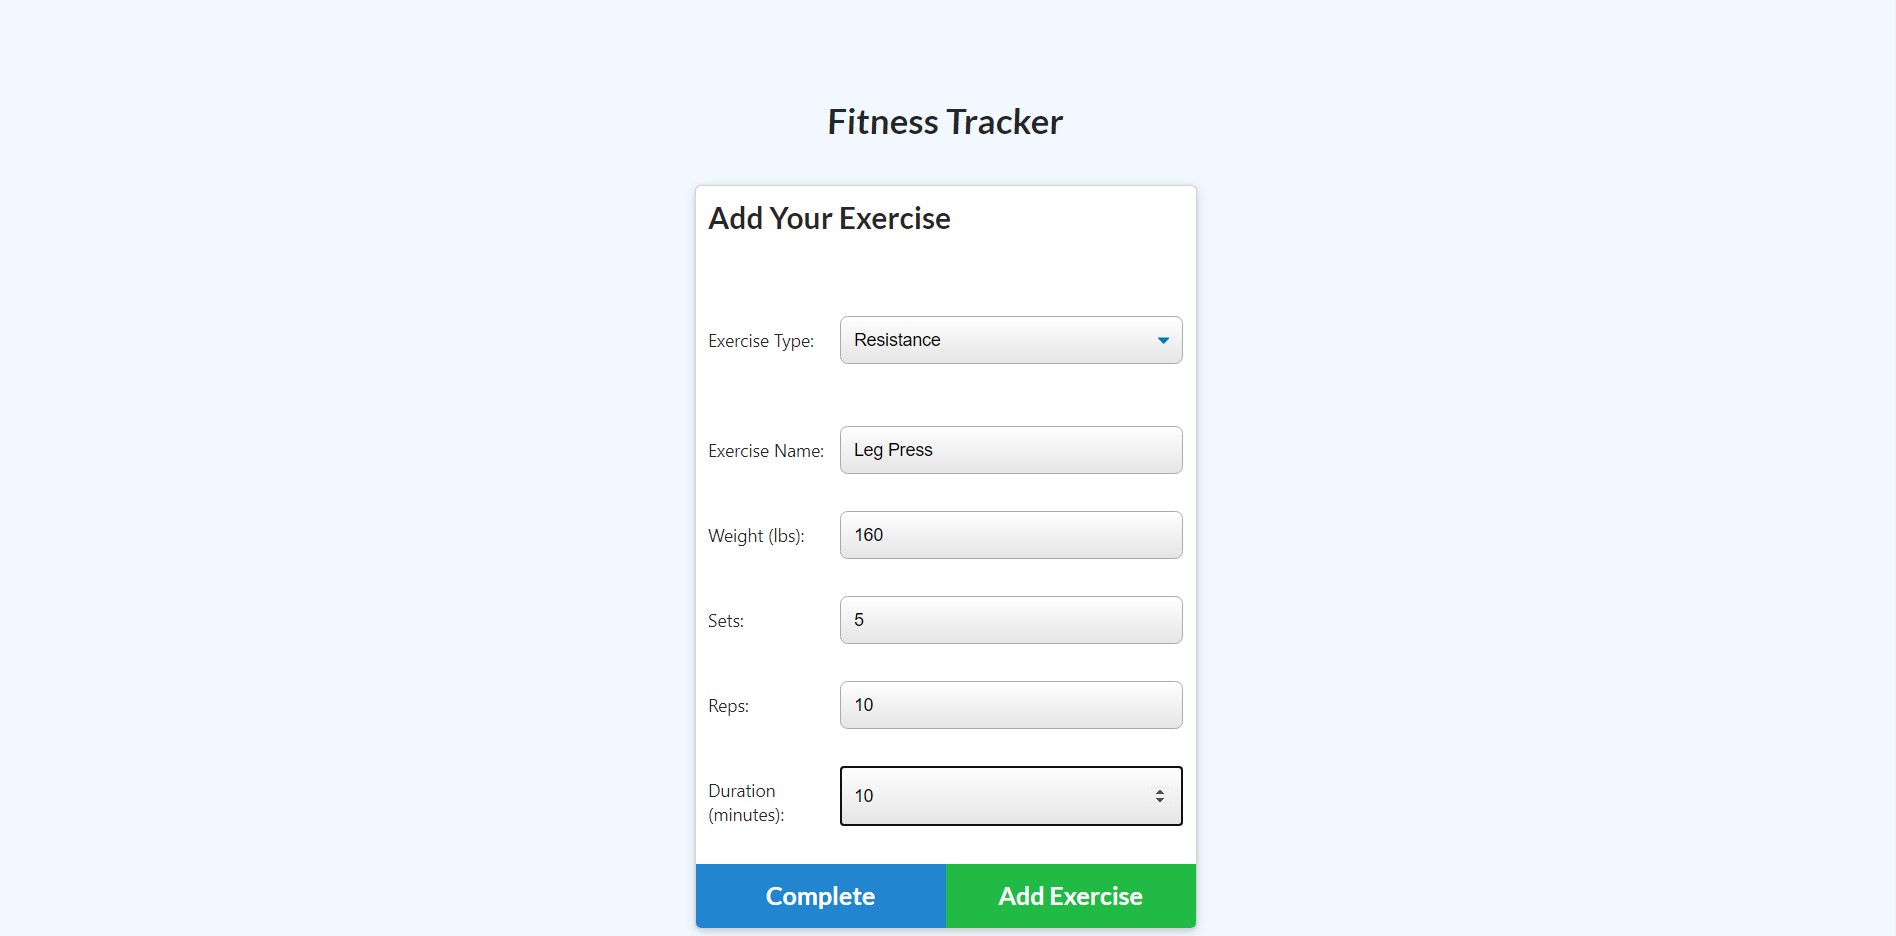 Fitness Tracker
Add Your Exercise
Exercise Type: Resistance
Exercise Name: Leg Press
Weight (lbs): 160
Sets: 5
Reps: 10
Duration
(minutes): 10
Complete Add Exercise